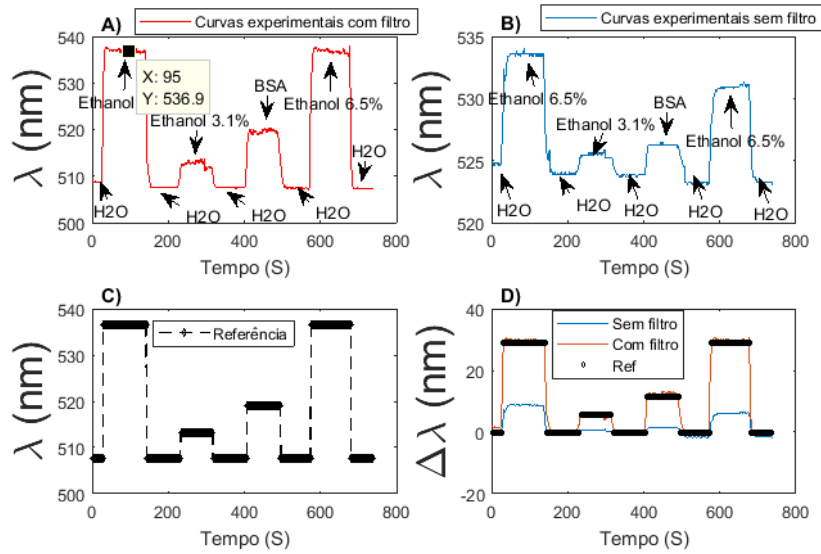 A)
Curvas experimentais com filtro
540
530
520
510
500
λ (nm)
X: 95
Y: 536.9
Ethanol
Ethanol 3.1%
BSA
Ethanol 6.5%
H2O
H2O
H2O
H2O
H2O
0
200
400
600
800
Tempo (S)
B)
Curvas experimentais sem filtro
535
530
525
520
λ (nm)
Ethanol 6.5%
Ethanol 3.1%
BSA
Ethanol 6.5%
H2O
H2O
H2O
H2O
H2O
0
200
400
600
800
Tempo (S)
C)
Referência
540
530
520
510
500
λ (nm)
0
200
400
600
800
Tempo (S)
D)
Sem filtro
Com filtro
Ref
40
20
0
-20
Δλ (nm)
0
200
400
600
800
Tempo (S)